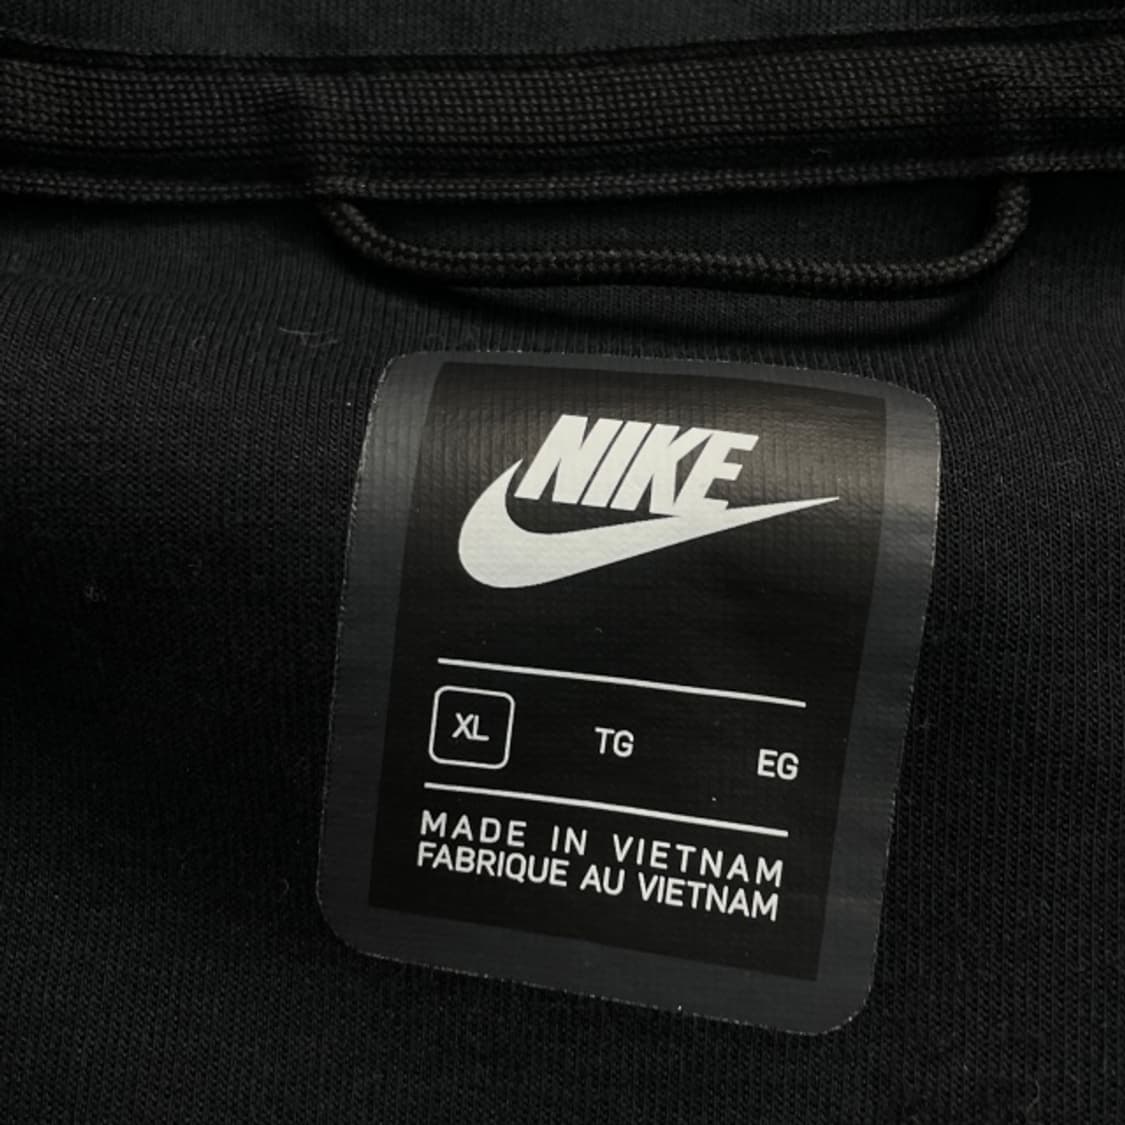 NIKE
XL TG EG
MADE IN VIETNAM
FABRIQUE AU VIETNAM